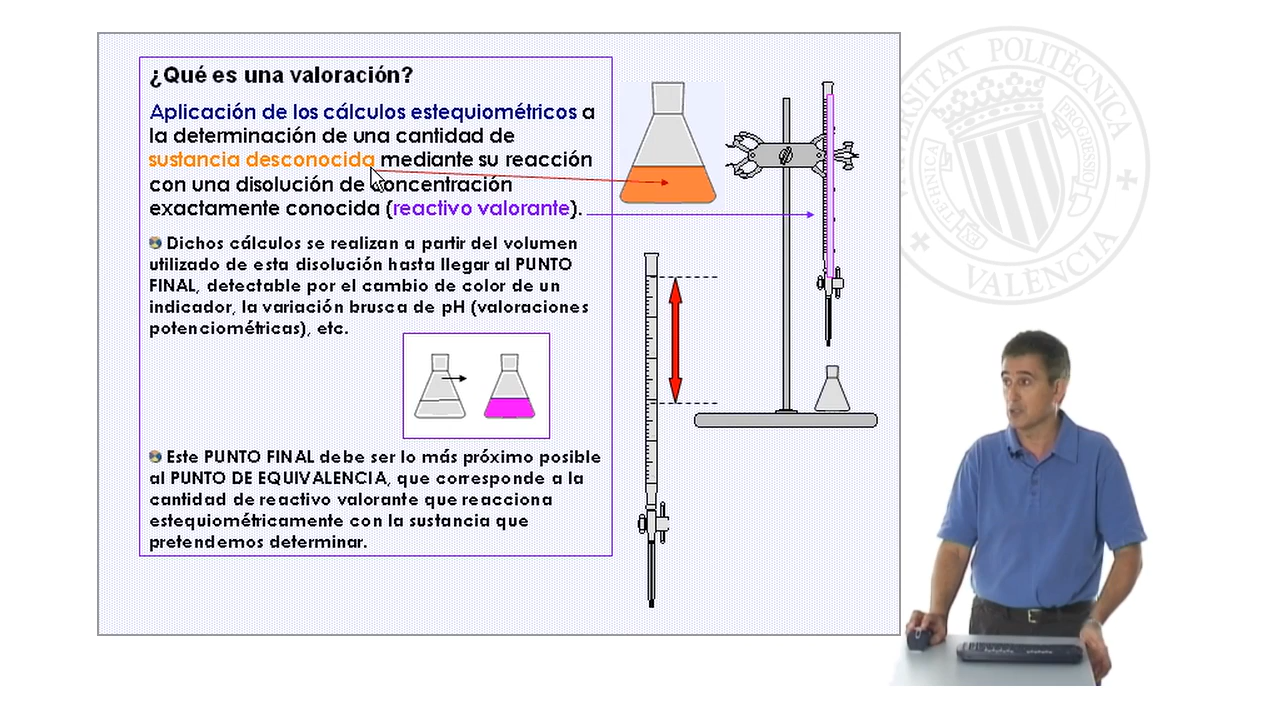 ¿Qué es una valoración?
Aplicación de los cálculos estequiométricos a
la determinación de una cantidad de
sustancia desconocida mediante su reacción
con una disolución de concentración
exactamente conocida (reactivo valorante).
Dichos cálculos se realizan a partir del volumen
utilizado de esta disolución hasta llegar al PUNTO
FINAL, detectable por el cambio de color de un
indicador, la variación brusca de pH (valoraciones
potenciométricas), etc.
Este PUNTO FINAL debe ser lo más próximo posible
al PUNTO DE EQUIVALENCIA, que corresponde a la
cantidad de reactivo valorante que reacciona
estequiométricamente con la sustancia que
pretendemos determinar.
POLITÈCNICA
VALÈNCIA